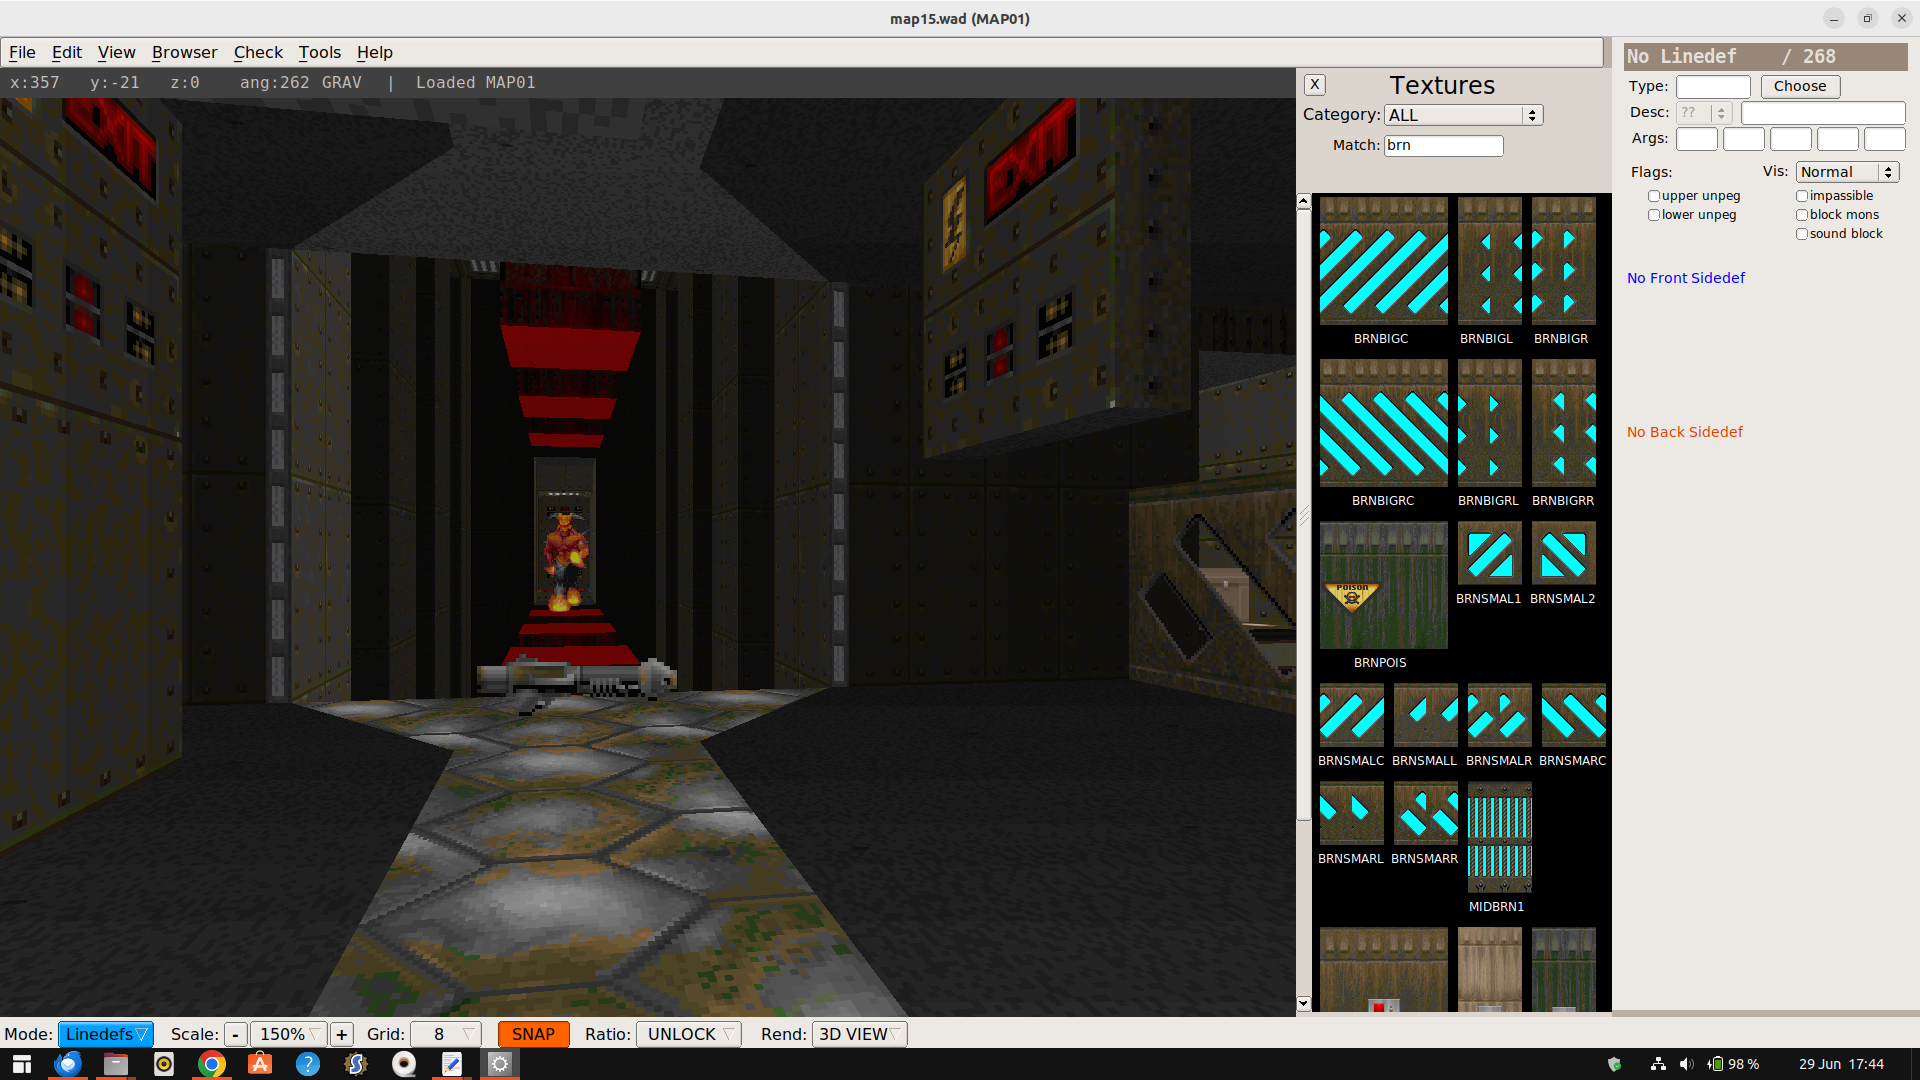 map15.wad (MAP01)
File Edit View Browser Check Tools Help
x:357 y:-21 z:0 ang:262 GRAV | Loaded MAP01
EXIT
EXIT
X Textures
Category: ALL
Match: brn
BRNBIGC BRNBIGL BRNBIGR
BRNBIGRC BRNBIGRL BRNBIGRR
POISON
BRNSMAL1 BRNSMAL2
BRNPOIS
BRNSMALC BRNSMALL BRNSMALR BRNSMARC
BRNSMARL BRNSMARR
MIDBRN1
No Linedef / 268
Type: Choose
Desc: ??
Args:
Flags: Vis: Normal
upper unpeg impassible
lower unpeg block mons
sound block
No Front Sidedef
No Back Sidedef
Mode: Linedefs Scale: - 150% + Grid: 8 SNAP Ratio: UNLOCK Rend: 3D VIEW
98 % 29 Jun 17:44